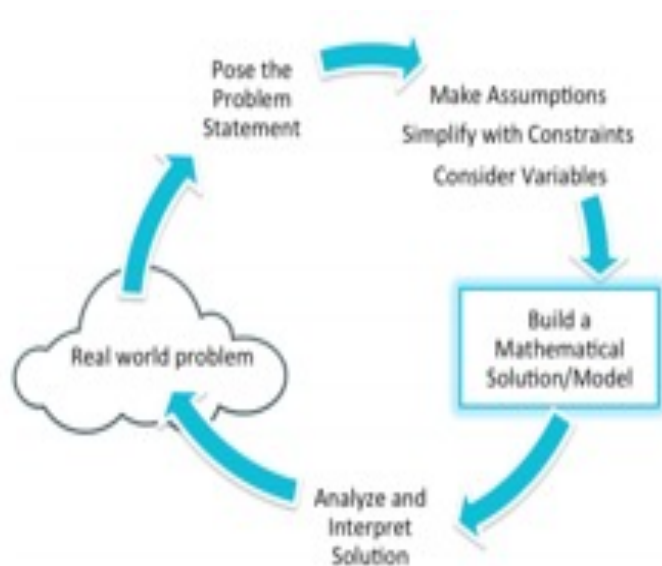 Pose the
Problem
Statement
Make Assumptions
Simplify with Constraints
Consider Variables
Build a
Mathematical
Solution/Model
Analyze and
Interpret
Solution
Real world problem